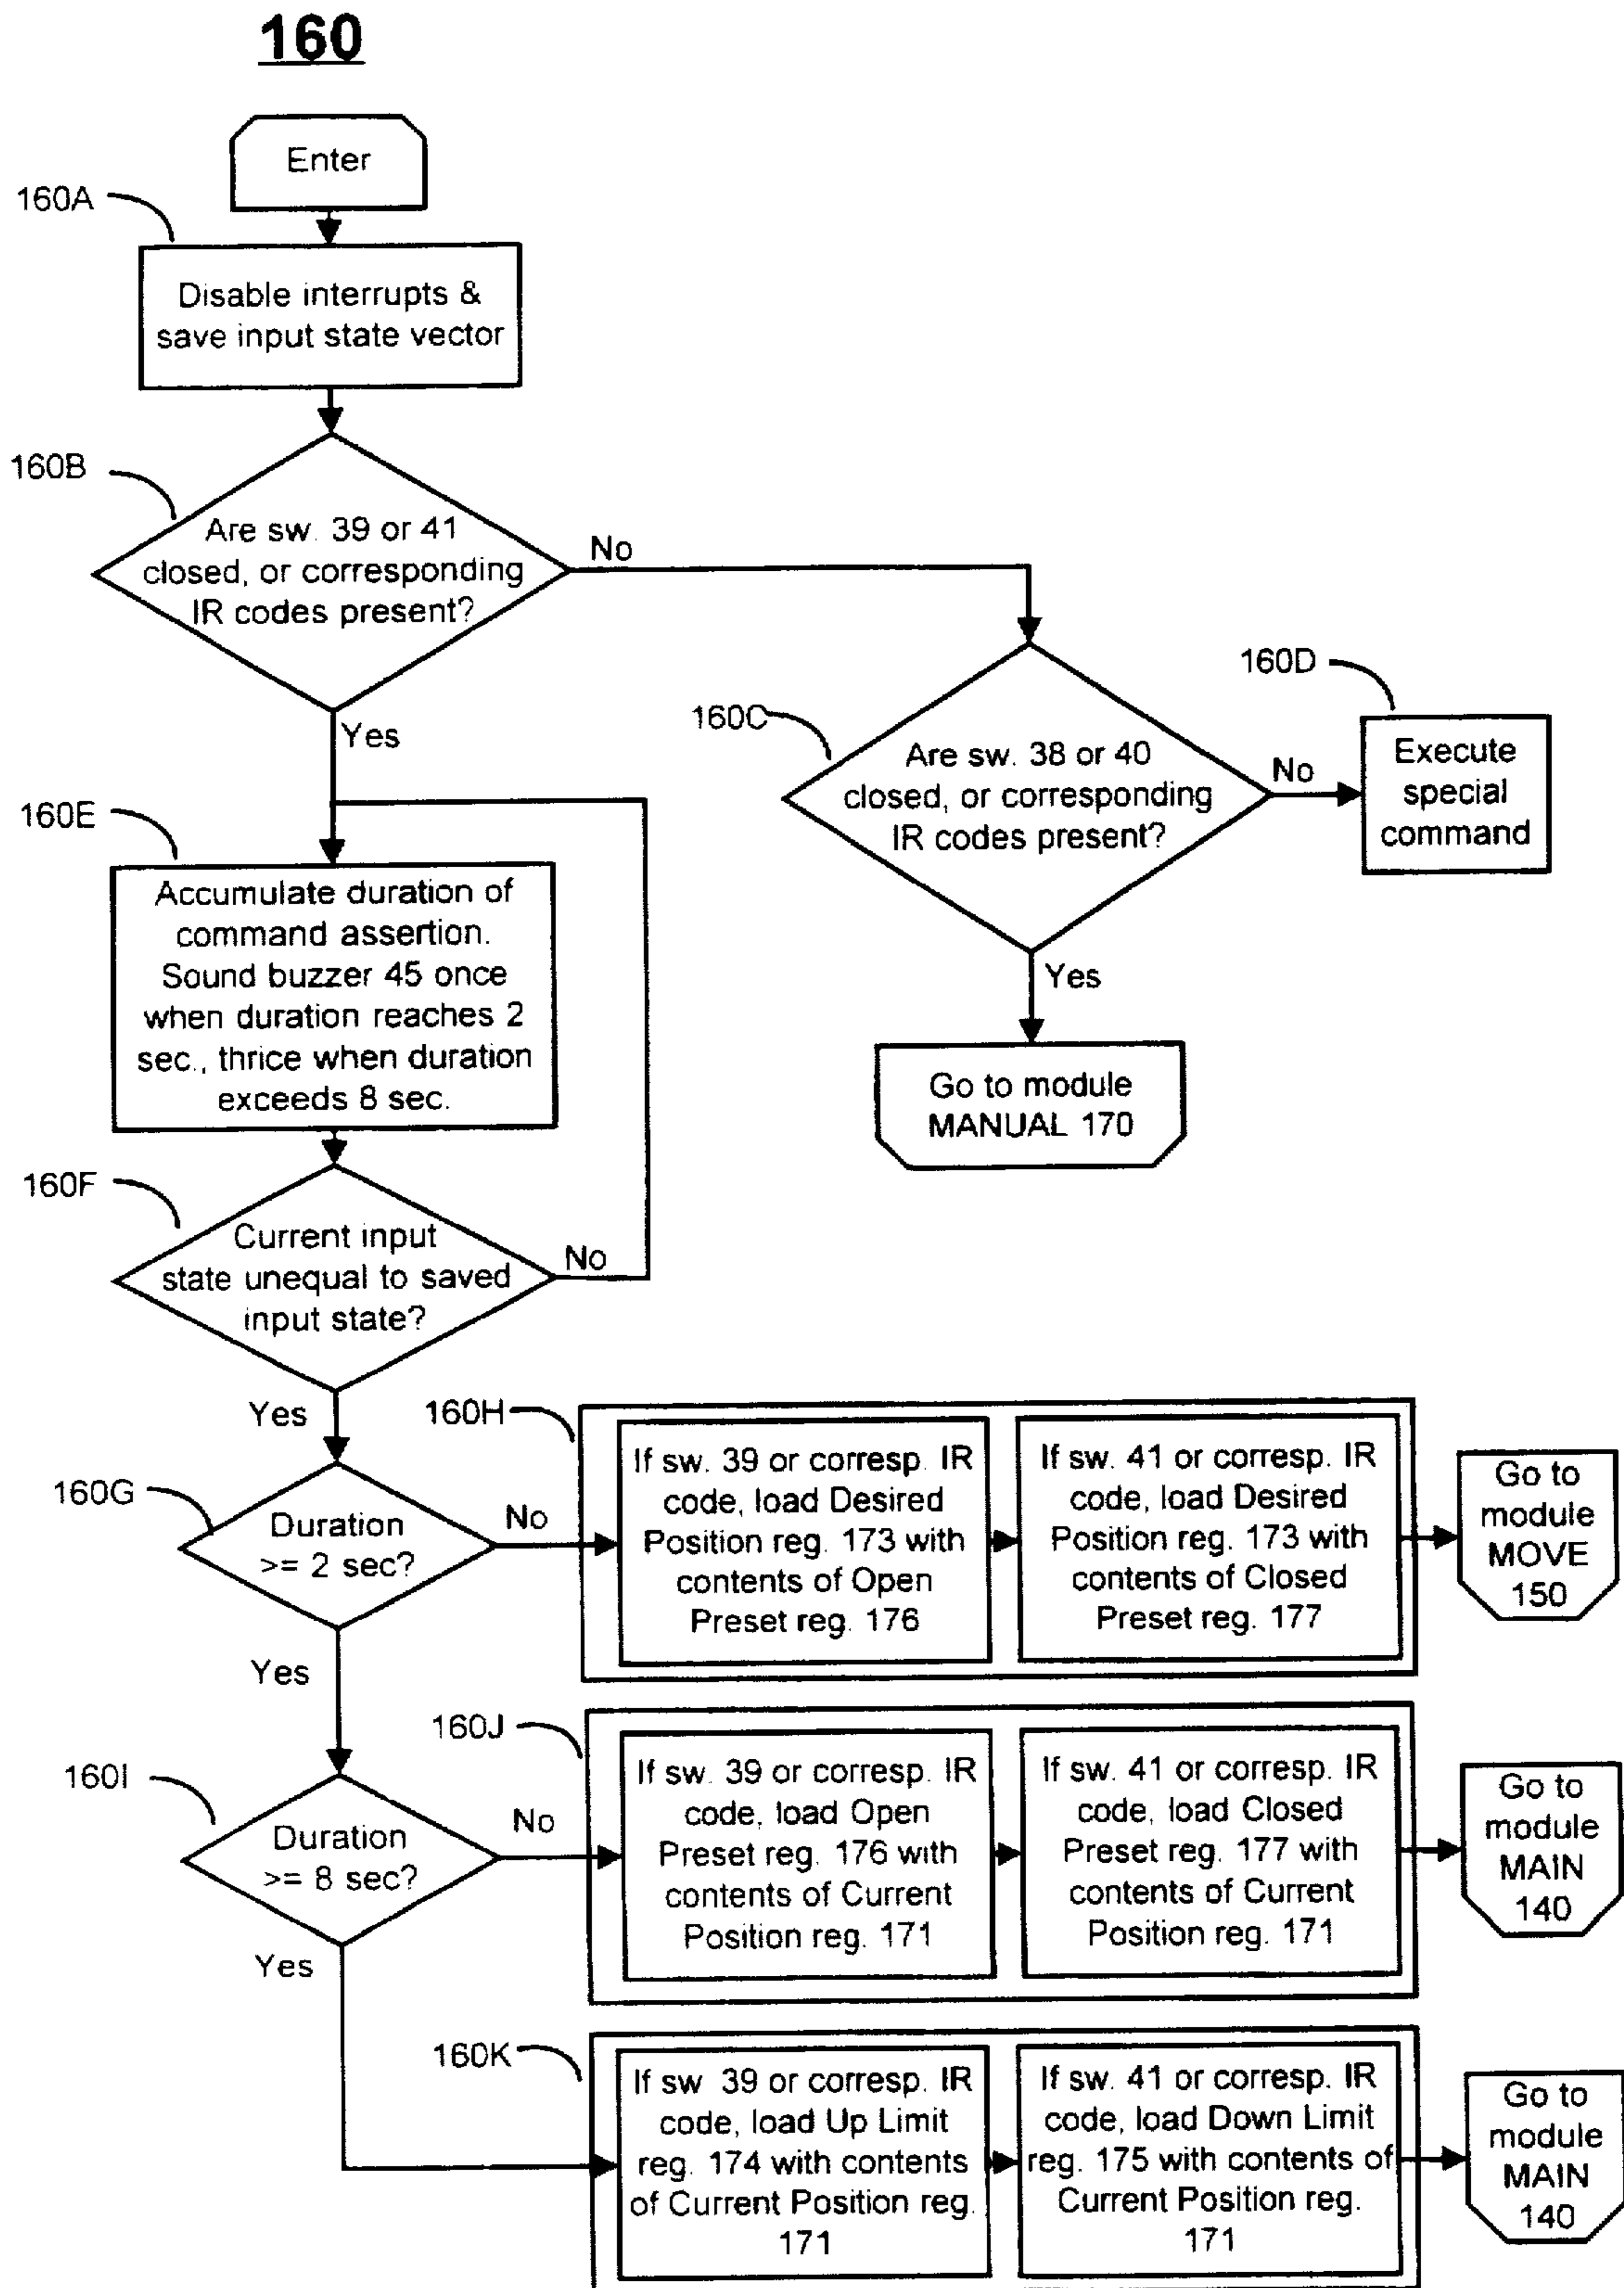 160
Enter
160A
Disable interrupts &
save input state vector
160B
Are sw. 39 or 41
closed, or corresponding
IR codes present?
No
Yes
160C
Are sw. 38 or 40
closed, or corresponding
IR codes present?
No
160D
Execute
special
command
Yes
Go to module
MANUAL 170
160E
Accumulate duration of
command assertion.
Sound buzzer 45 once
when duration reaches 2
sec., thrice when duration
exceeds 8 sec.
160F
Current input
state unequal to saved
input state?
No
Yes
160G
Duration
>= 2 sec?
No
Yes
160H
If sw. 39 or corresp. IR
code, load Desired
Position reg. 173 with
contents of Open
Preset reg. 176
If sw. 41 or corresp. IR
code, load Desired
Position reg. 173 with
contents of Closed
Preset reg. 177
Go to
module
MOVE
150
160I
Duration
>= 8 sec?
No
Yes
160J
If sw. 39 or corresp. IR
code, load Open
Preset reg. 176 with
contents of Current
Position reg. 171
If sw. 41 or corresp. IR
code, load Closed
Preset reg. 177 with
contents of Current
Position reg. 171
Go to
module
MAIN
140
160K
If sw 39 or corresp. IR
code, load Up Limit
reg. 174 with contents
of Current Position reg.
171
If sw. 41 or corresp. IR
code, load Down Limit
reg. 175 with contents of
Current Position reg.
171
Go to
module
MAIN
140